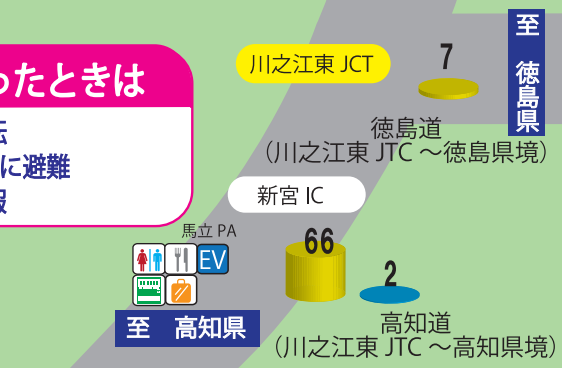 ったときは
に避難
川之江東 JCT
7
至 徳島県
徳島道
（川之江東 JTC ～徳島県境）
新宮 IC
馬立 PA
EV
66
2
至 高知県
高知道
（川之江東 JTC ～高知県境）